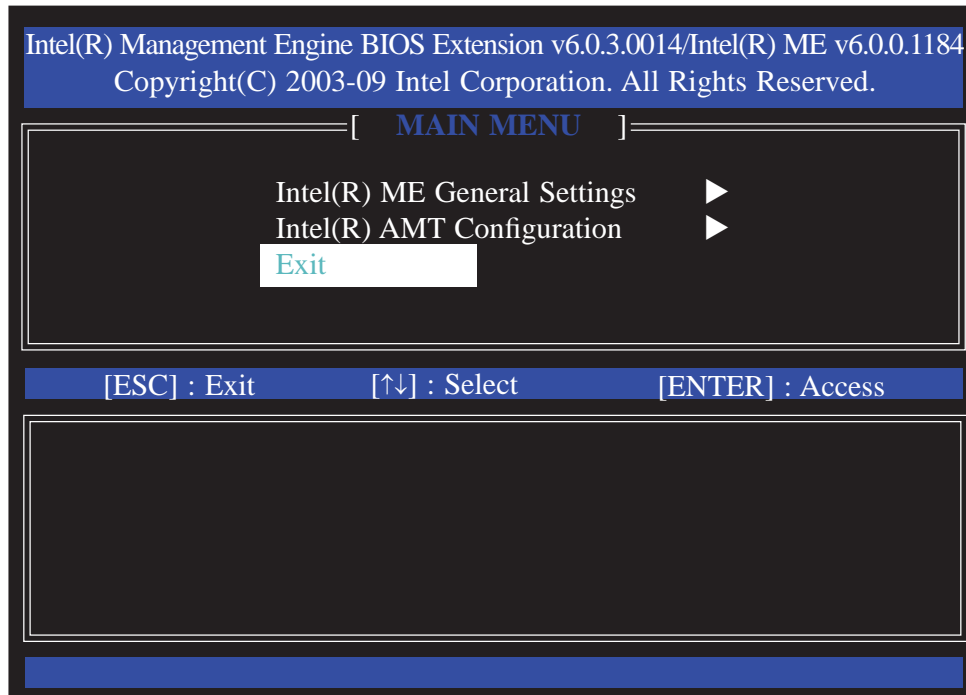 Intel(R) Management Engine BIOS Extension v6.0.3.0014/Intel(R) ME v6.0.0.1184
Copyright(C) 2003-09 Intel Corporation. All Rights Reserved.
[ MAIN MENU ]
Intel(R) ME General Settings ▶
Intel(R) AMT Configuration ▶
Exit
[ESC] : Exit [↑↓] : Select [ENTER] : Access